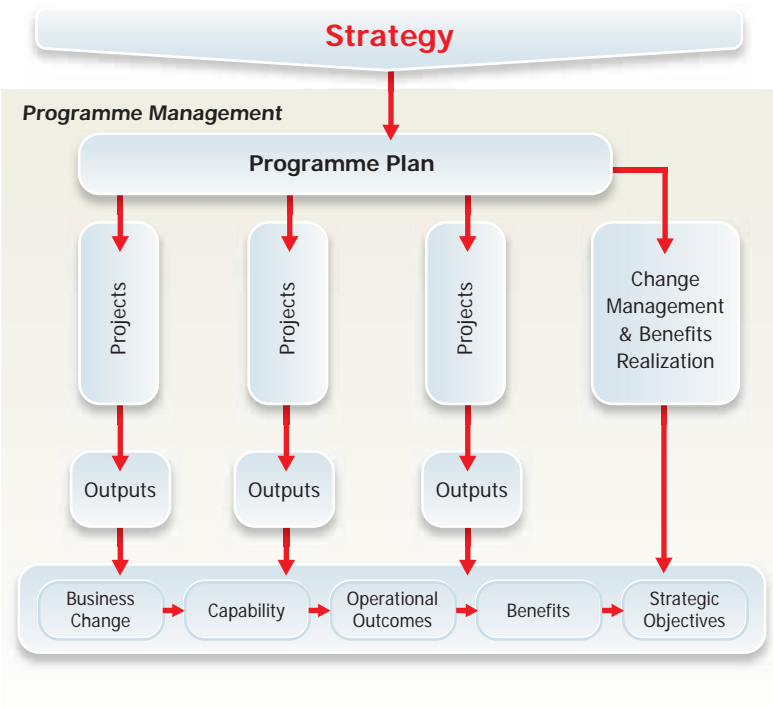 Strategy
Programme Management
Programme Plan
Projects
Projects
Projects
Change
Management
& Benefits
Realization
Outputs
Outputs
Outputs
Business
Change
Capability
Operational
Outcomes
Benefits
Strategic
Objectives